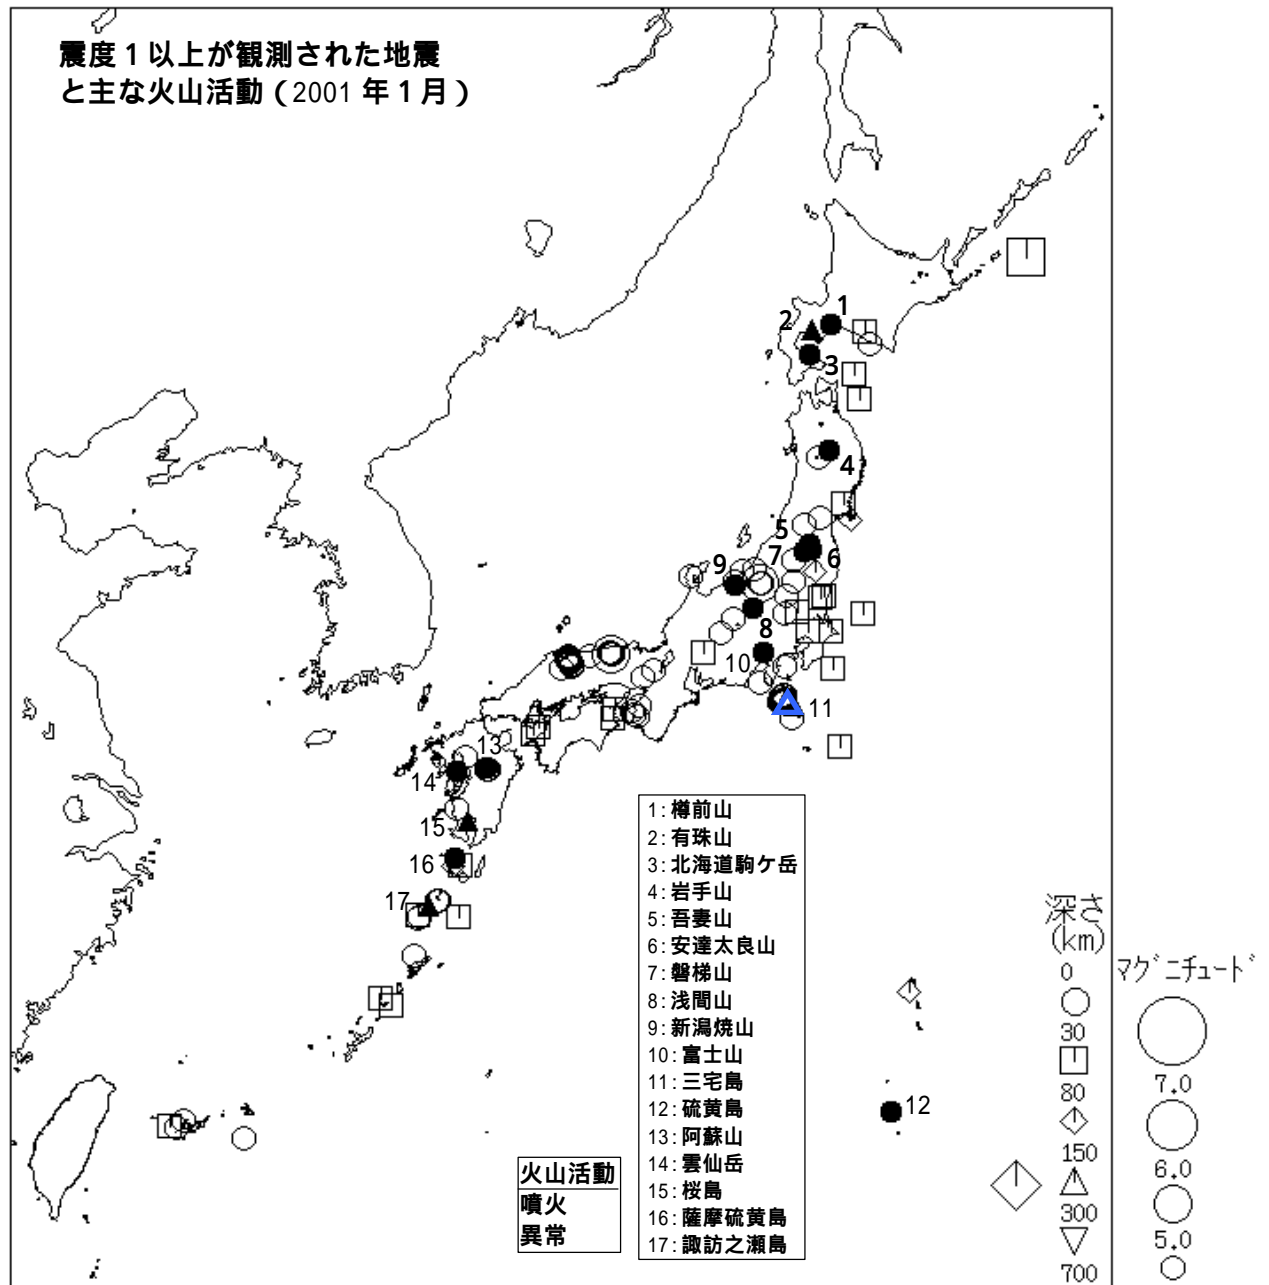 震度１以上が観測された地震
と主な火山活動（2001 年１月）
1
2
3
4
5
6
7
9
8
10
11
13
14
15
16
17
12
1:樽前山
2:有珠山
3:北海道駒ケ岳
4:岩手山
5:吾妻山
6:安達太良山
7:磐梯山
8:浅間山
9:新潟焼山
10:富士山
11:三宅島
12:硫黄島
13:阿蘇山
14:雲仙岳
15:桜島
16:薩摩硫黄島
17:諏訪之瀬島
火山活動
噴火
異常
深さ
(km)
0
30
80
150
300
700
マグニチュード
7.0
6.0
5.0